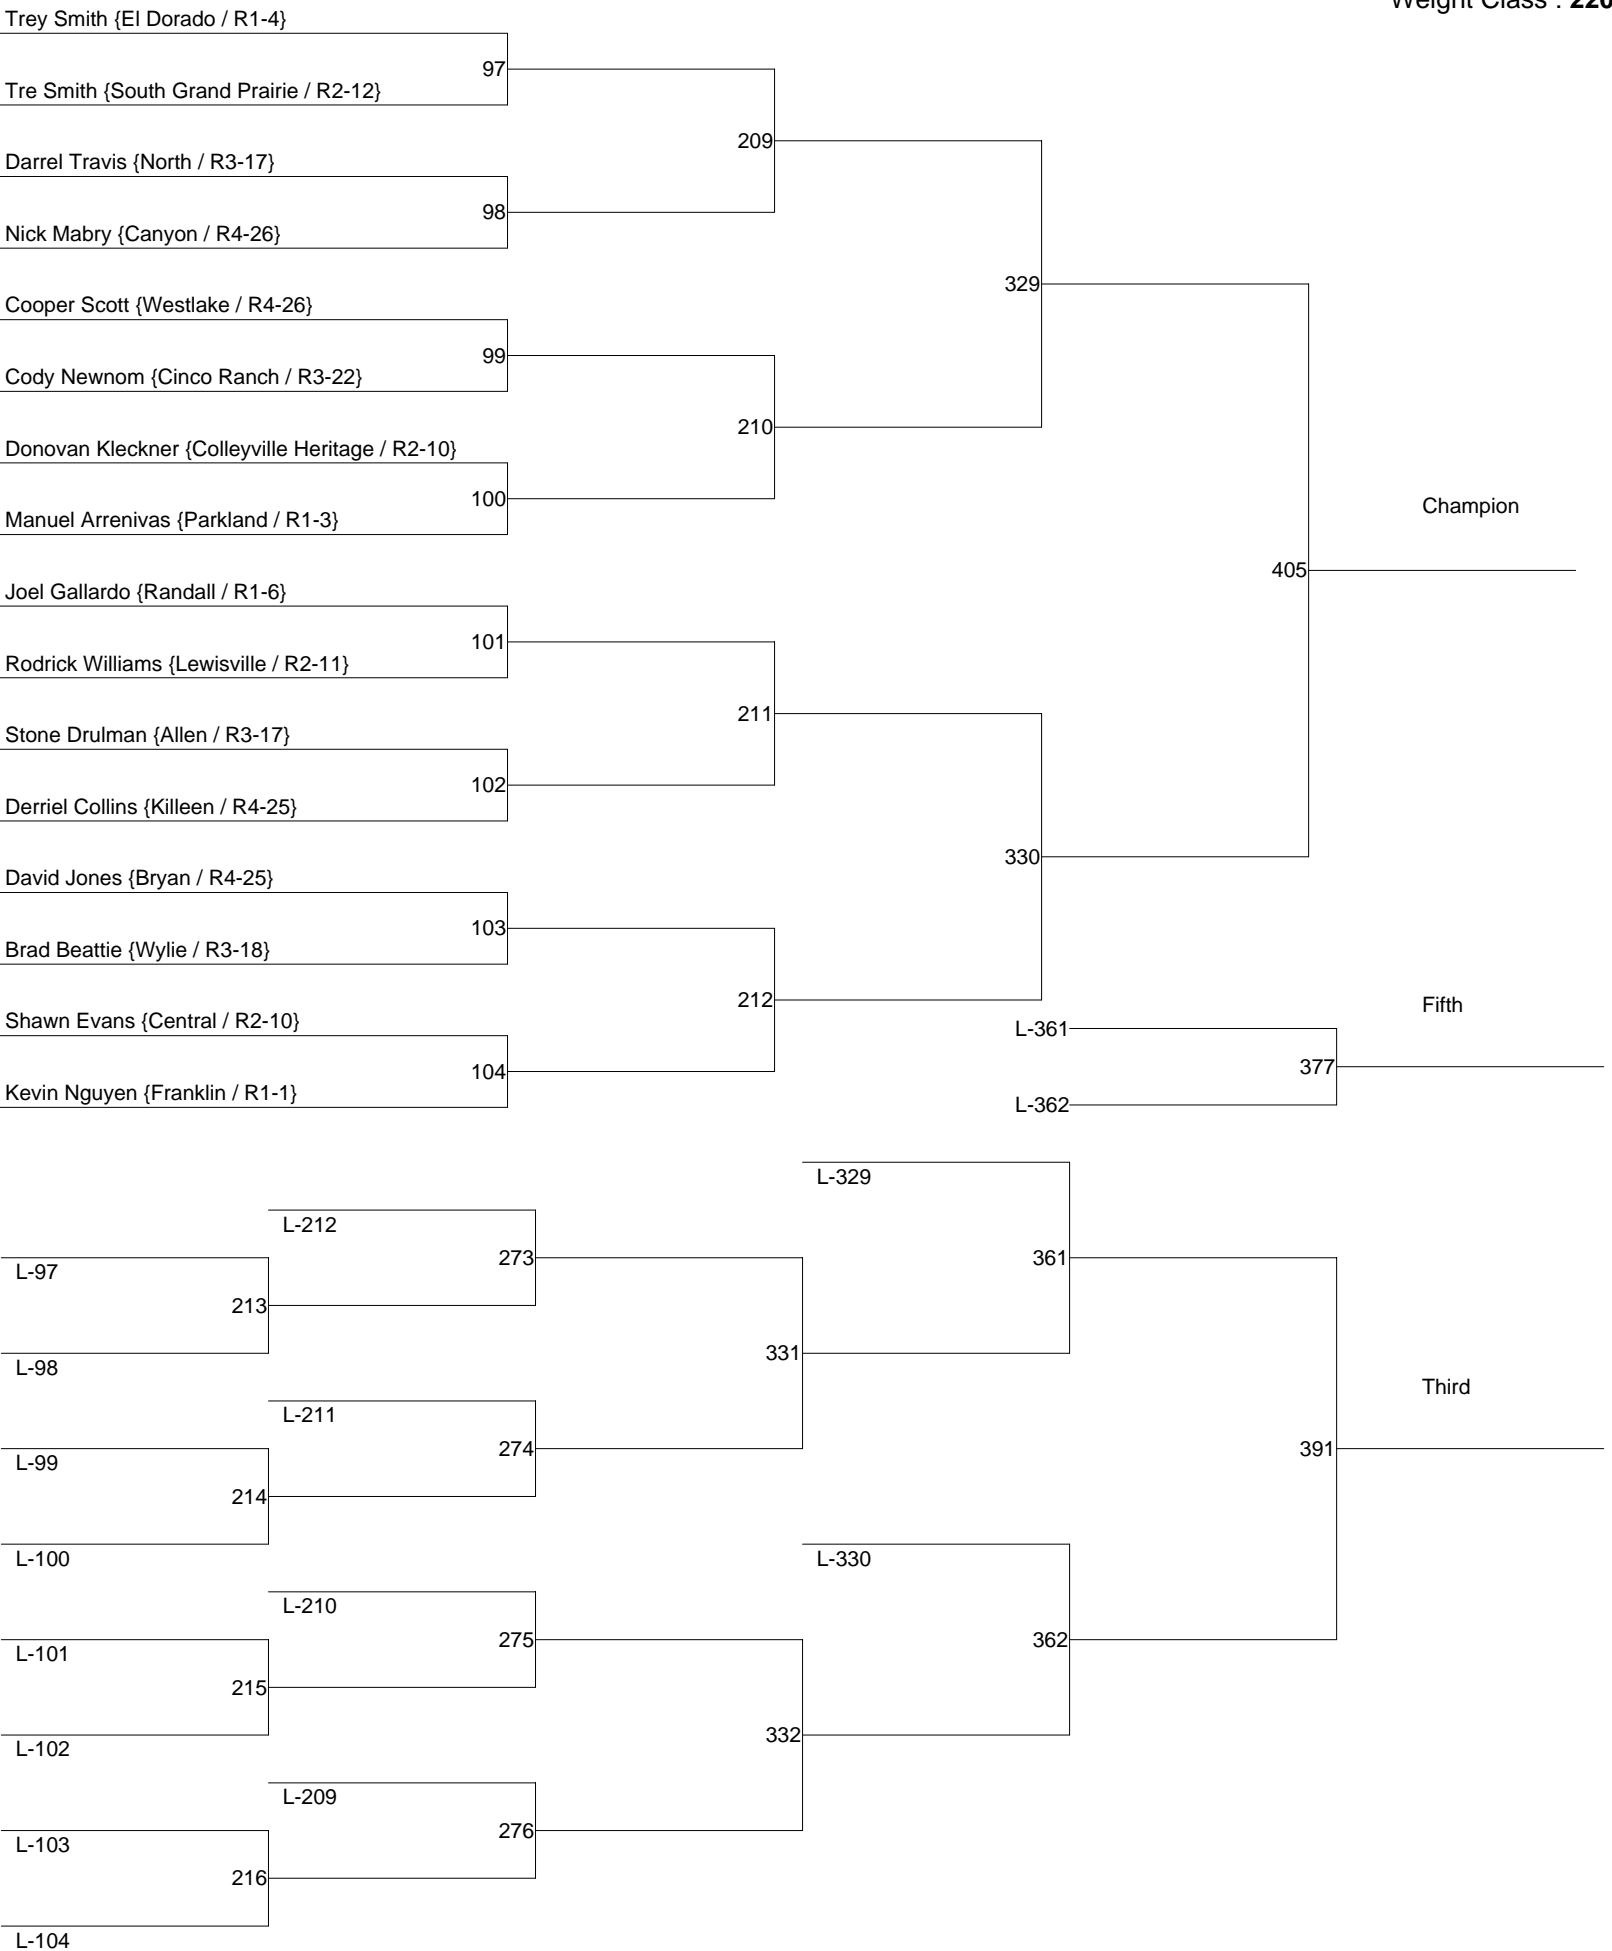 Weight Class : 220
Trey Smith {El Dorado / R1-4}
97
Tre Smith {South Grand Prairie / R2-12}
209
Darrel Travis {North / R3-17}
98
Nick Mabry {Canyon / R4-26}
329
Cooper Scott {Westlake / R4-26}
99
Cody Newnom {Cinco Ranch / R3-22}
210
Donovan Kleckner {Colleyville Heritage / R2-10}
100
Manuel Arrenivas {Parkland / R1-3}
Champion
405
Joel Gallardo {Randall / R1-6}
101
Rodrick Williams {Lewisville / R2-11}
211
Stone Drulman {Allen / R3-17}
102
Derriel Collins {Killeen / R4-25}
330
David Jones {Bryan / R4-25}
103
Brad Beattie {Wylie / R3-18}
212
Shawn Evans {Central / R2-10}
104
Kevin Nguyen {Franklin / R1-1}
Fifth
L-361
377
L-362
L-329
L-212
273
361
L-97
213
331
L-98
Third
L-211
274
391
L-99
214
L-100
L-330
L-210
275
362
L-101
215
332
L-102
L-209
276
L-103
216
L-104